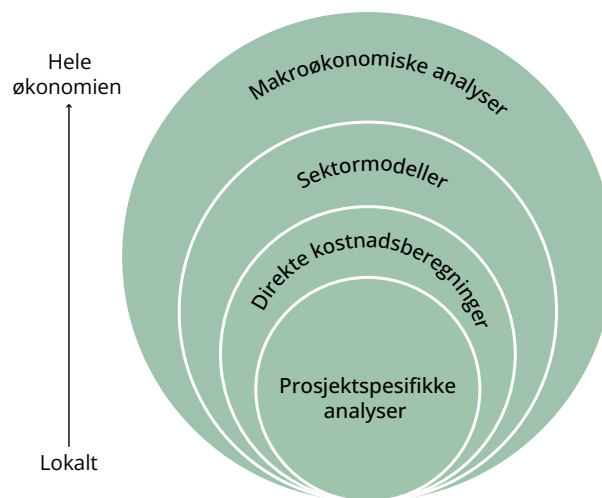 Hele
økonomien
Makroøkonomiske analyser
Sektormodeller
Direkte kostnadsberegninger
Prosjektspesifikke
analyser
Lokalt